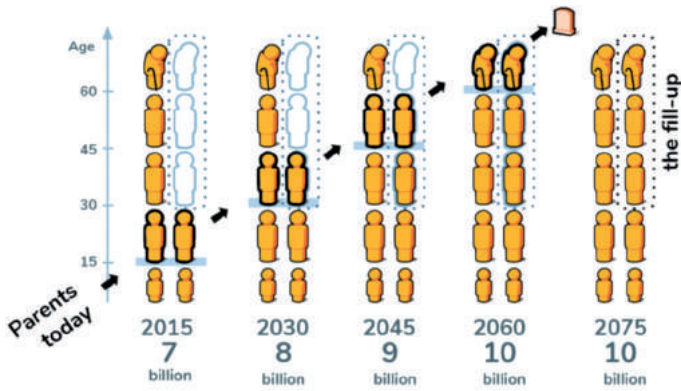 Age
60
45
30
15
Parents
today
the fill-up
2015
7
billion
2030
8
billion
2045
9
billion
2060
10
billion
2075
10
billion